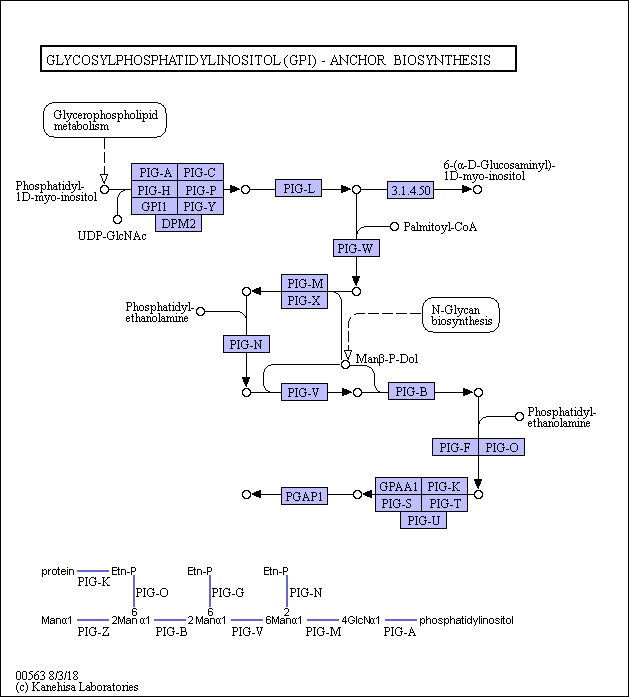 GLYCOSYLPHOSPHATIDYLINOSITOL (GPI) - ANCHOR BIOSYNTHESIS
Glycerophospholipid
metabolism
Phosphatidyl-
1D-myo-inositol
UDP-GlcNAc
PIG-A PIG-C
PIG-H PIG-P
GPI1 PIG-Y
DPM2
PIG-L
3.1.4.50
6-(α-D-Glucosaminyl)-
1D-myo-inositol
Palmitoyl-CoA
PIG-W
PIG-M
PIG-X
Phosphatidyl-
ethanolamine
N-Glycan
biosynthesis
PIG-N
Manβ-P-Dol
PIG-V
PIG-B
Phosphatidyl-
ethanolamine
PIG-F PIG-O
GPAA1 PIG-K
PIG-S PIG-T
PIG-U
PGAP1
protein Etn-P Etn-P Etn-P
PIG-K
PIG-O PIG-G PIG-N
6 6 2
Manα1 2Manα1 2Manα1 6Manα1 4GlcNα1 phosphatidylinositol
PIG-Z PIG-B PIG-V PIG-M PIG-A
00563 8/3/18
(c) Kanehisa Laboratories